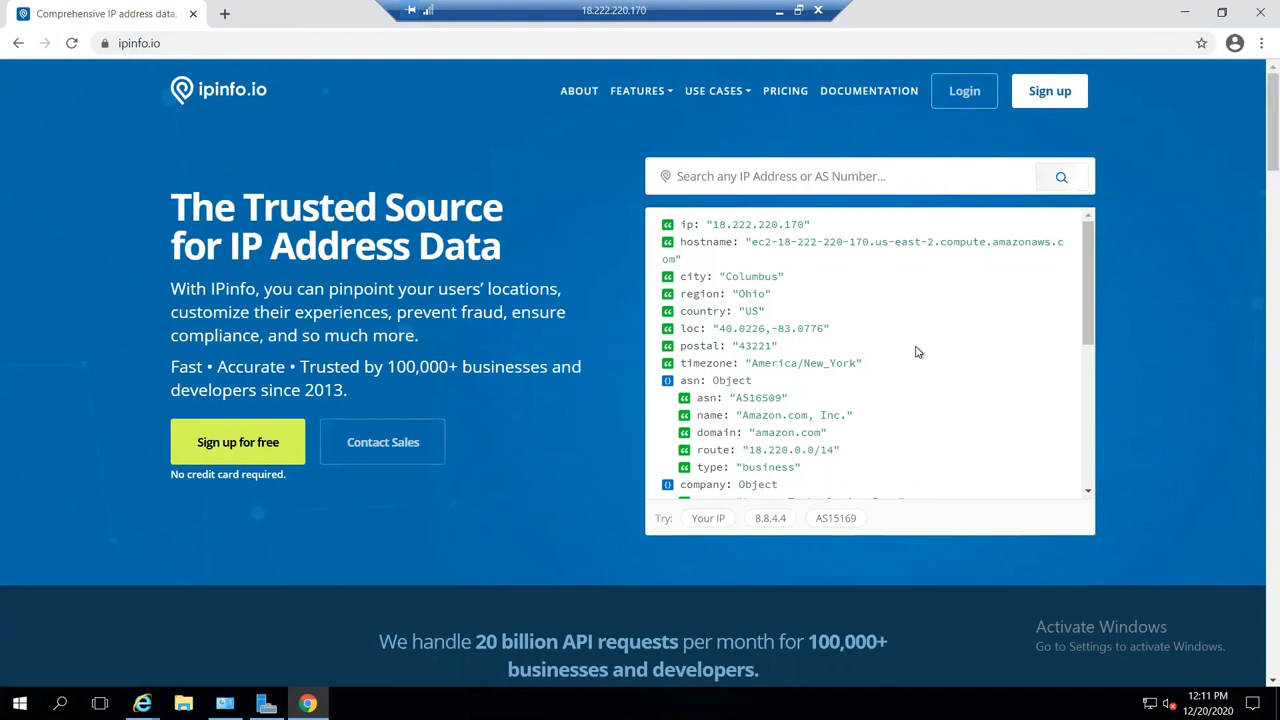 Comprehensive IP address data,
18.222.220.170
ipinfo.io
ipinfo.io
ABOUT
FEATURES
USE CASES
PRICING
DOCUMENTATION
Login
Sign up
Search any IP Address or AS Number...
The Trusted Source
for IP Address Data
With IPinfo, you can pinpoint your users’ locations,
customize their experiences, prevent fraud, ensure
compliance, and so much more.
Fast • Accurate • Trusted by 100,000+ businesses and
developers since 2013.
Sign up for free
Contact Sales
No credit card required.
ip: "18.222.220.170"
hostname: "ec2-18-222-220-170.us-east-2.compute.amazonaws.c
om"
city: "Columbus"
region: "Ohio"
country: "US"
loc: "40.0226,-83.0776"
postal: "43221"
timezone: "America/New_York"
asn: Object
asn: "AS16509"
name: "Amazon.com, Inc."
domain: "amazon.com"
route: "18.220.0.0/14"
type: "business"
company: Object
Try:
Your IP
8.8.4.4
AS15169
We handle 20 billion API requests per month for 100,000+
businesses and developers.
Activate Windows
Go to Settings to activate Windows.
12:11 PM
12/20/2020